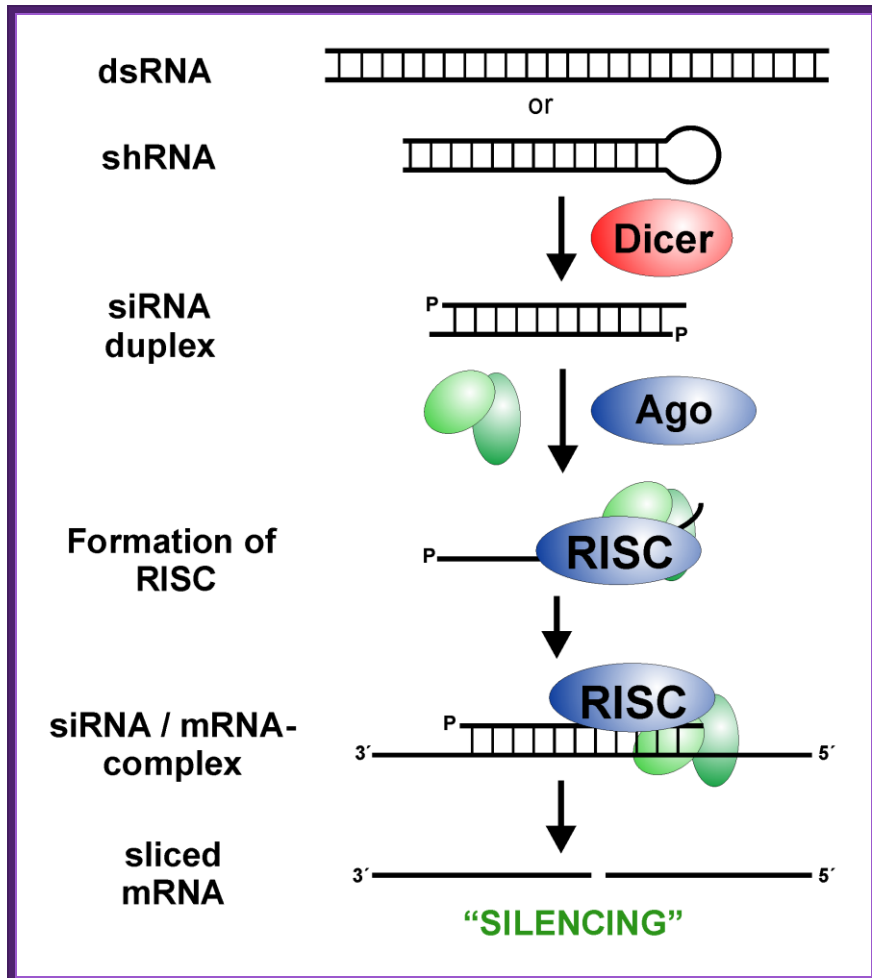 dsRNA
or
shRNA
Dicer
siRNA
duplex
P
P
Ago
Formation of
RISC
P
RISC
siRNA / mRNA-
complex
RISC
P
3´
5´
sliced
mRNA
3´
5´
“SILENCING”